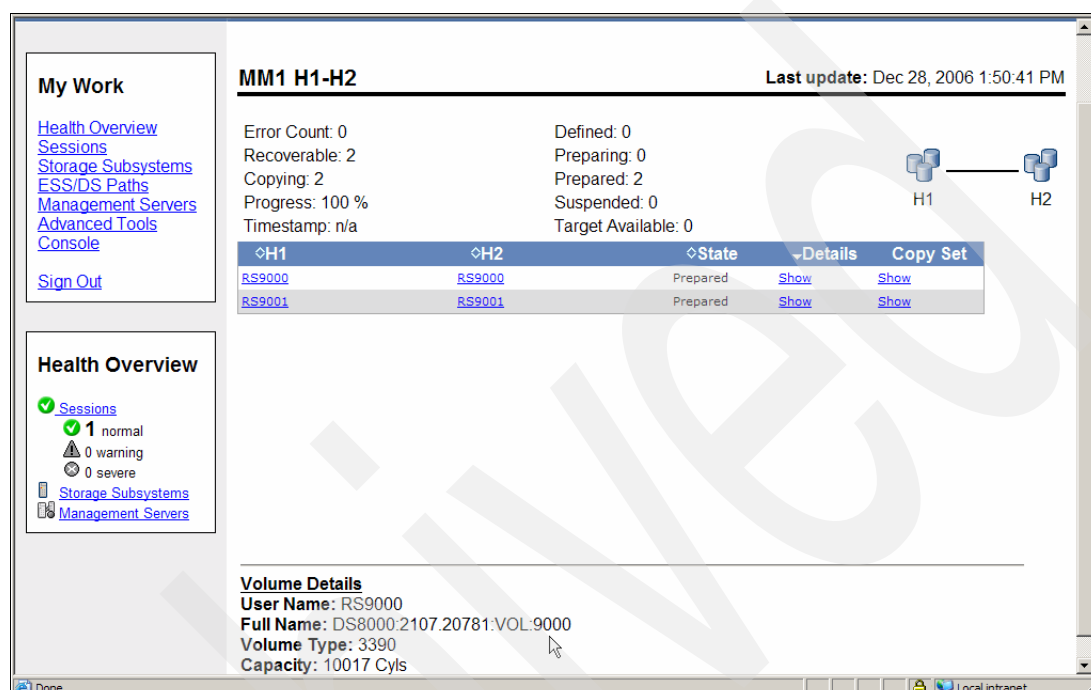 My Work
Health Overview
Sessions
Storage Subsystems
ESS/DS Paths
Management Servers
Advanced Tools
Console
Sign Out
Health Overview
Sessions
1 normal
0 warning
0 severe
Storage Subsystems
Management Servers
MM1 H1-H2 Last update: Dec 28, 2006 1:50:41 PM
Error Count: 0 Defined: 0
Recoverable: 2 Preparing: 0
Copying: 2 Prepared: 2
Progress: 100 % Suspended: 0
Timestamp: n/a Target Available: 0
H1 H2
H1 H2 State Details Copy Set
RS9000 RS9000 Prepared Show Show
RS9001 RS9001 Prepared Show Show
Volume Details
User Name: RS9000
Full Name: DS8000:2107.20781:VOL:9000
Volume Type: 3390
Capacity: 10017 Cyls
Done Local intranet